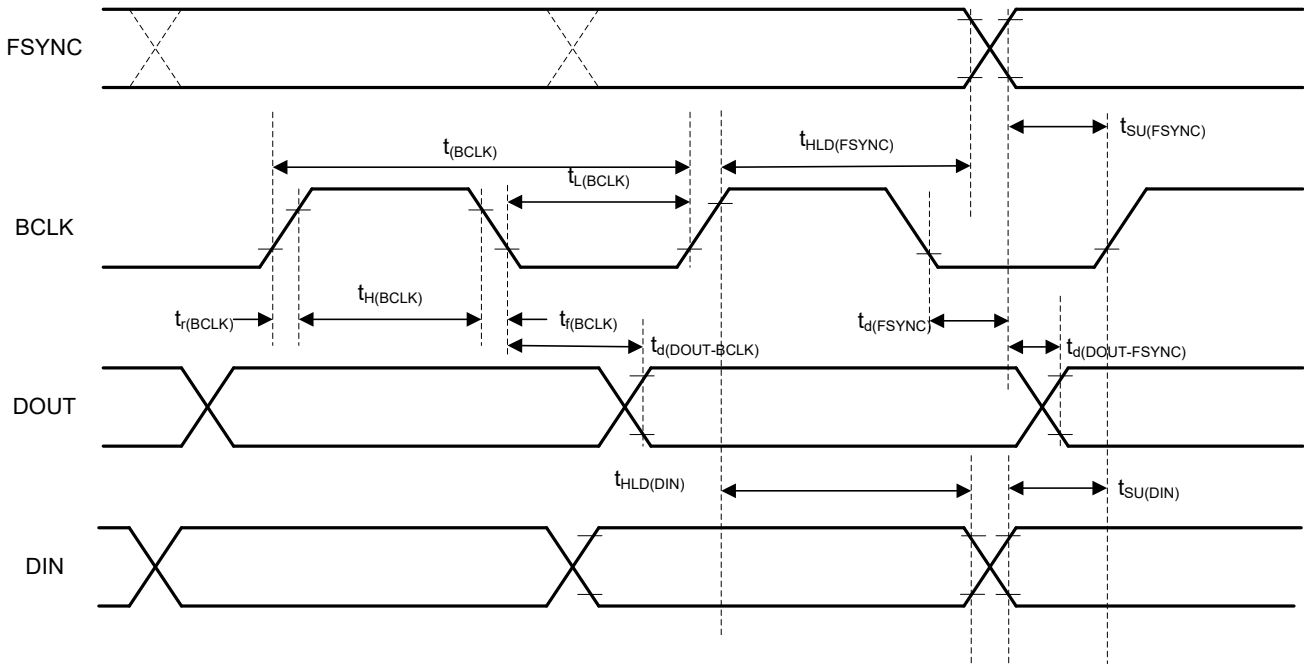 FSYNC
tSU(FSYNC)
tHLD(FSYNC)
t(BCLK)
tL(BCLK)
BCLK
tH(BCLK)
tr(BCLK)
tf(BCLK)
td(FSYNC)
td(DOUT-BCLK)
td(DOUT-FSYNC)
DOUT
tHLD(DIN)
tSU(DIN)
DIN